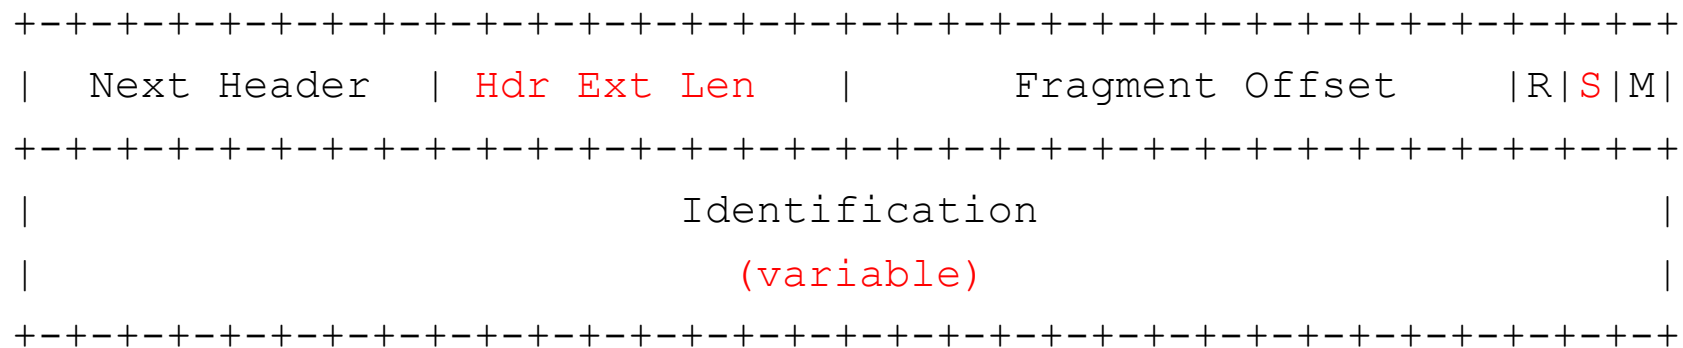 +-+-+-+-+-+-+-+-+-+-+-+-+-+-+-+-+-+-+-+-+-+-+-+-+-+-+-+-+-+-+-+-+
| Next Header | Hdr Ext Len | Fragment Offset |R|S|M|
+-+-+-+-+-+-+-+-+-+-+-+-+-+-+-+-+-+-+-+-+-+-+-+-+-+-+-+-+-+-+-+-+
| Identification |
| (variable) |
+-+-+-+-+-+-+-+-+-+-+-+-+-+-+-+-+-+-+-+-+-+-+-+-+-+-+-+-+-+-+-+-+